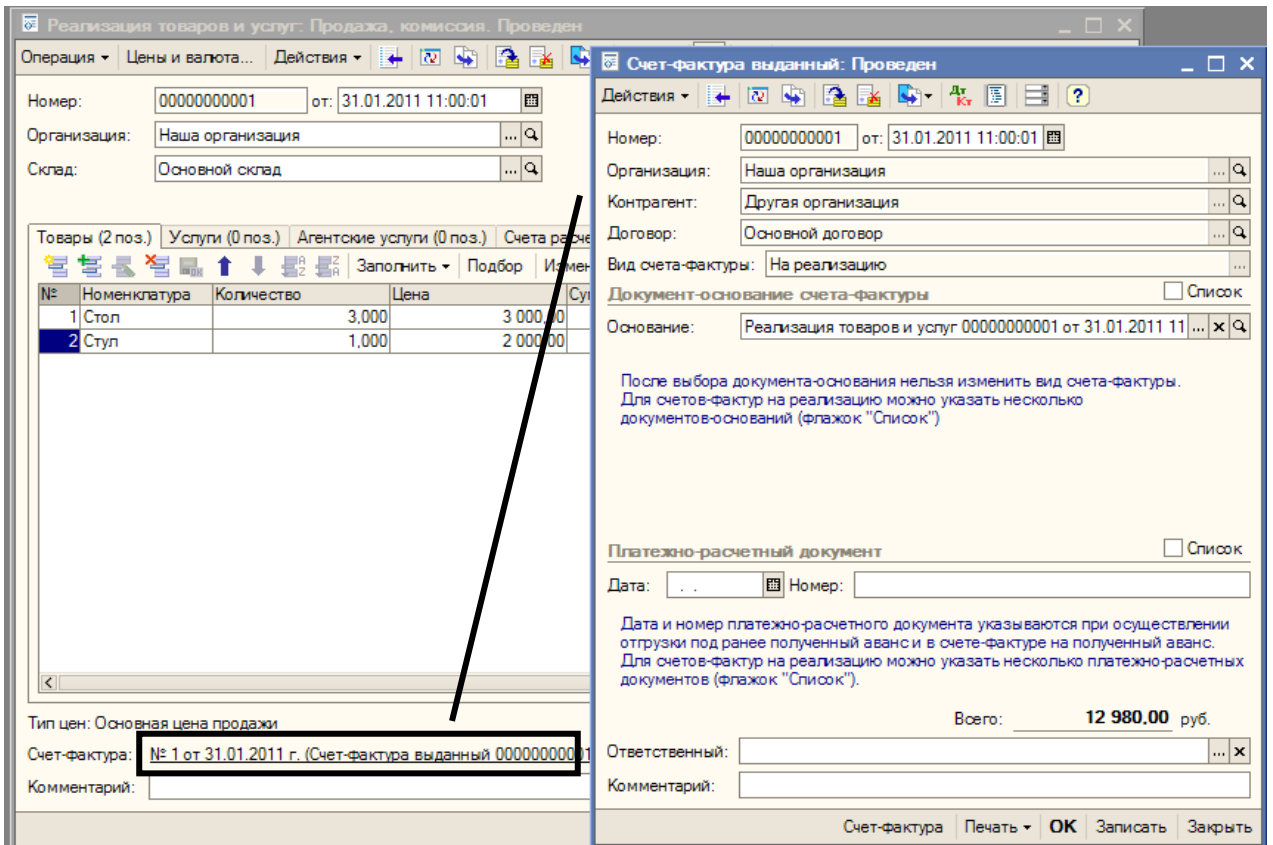 Реализация товаров и услуг: Продажа, комиссия. Проведен
Операция Цены и валюта... Действия
Номер: 00000000001 от: 31.01.2011 11:00:01
Организация: Наша организация ...
Склад: Основной склад ...
Товары (2 поз.) Услуги (0 поз.) Агентские услуги (0 поз.) Счета расче
Заполнить Подбор Измен
№ Номенклатура Количество Цена Су
1 Стол 3,000 3 000,00
2 Стул 1,000 2 000,00
Тип цен: Основная цена продажи
Счет-фактура: № 1 от 31.01.2011 г. (Счет-фактура выданный 00000000001
Комментарий:
Счет-фактура выданный: Проведен
Действия Дт Кт ?
Номер: 00000000001 от: 31.01.2011 11:00:01
Организация: Наша организация ...
Контрагент: Другая организация ...
Договор: Основной договор ...
Вид счета-фактуры: На реализацию ...
Документ-основание счета-фактуры Список
Основание: Реализация товаров и услуг 00000000001 от 31.01.2011 11 ... x
После выбора документа-основания нельзя изменить вид счета-фактуры.
Для счетов-фактур на реализацию можно указать несколько
документов-оснований (флажок "Список")
Платежно-расчетный документ Список
Дата: . . Номер:
Дата и номер платежно-расчетного документа указываются при осуществлении
отгрузки под ранее полученный аванс и в счете-фактуре на полученный аванс.
Для счетов-фактур на реализацию можно указать несколько платежно-расчетных
документов (флажок "Список").
Всего: 12 980,00 руб.
Ответственный: ... x
Комментарий:
Счет-фактура Печать OK Записать Закрыть